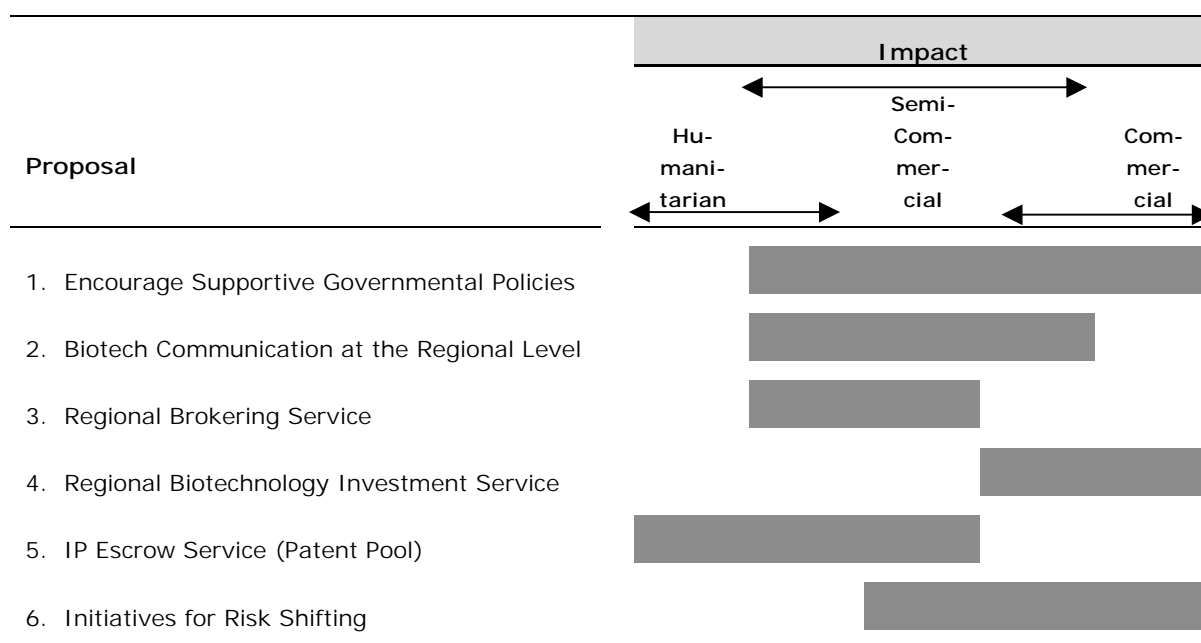 Impact
Semi-
Hu- Com- Com-
Proposal mani- mer- mer-
tarian cial cial
1. Encourage Supportive Governmental Policies
2. Biotech Communication at the Regional Level
3. Regional Brokering Service
4. Regional Biotechnology Investment Service
5. IP Escrow Service (Patent Pool)
6. Initiatives for Risk Shifting